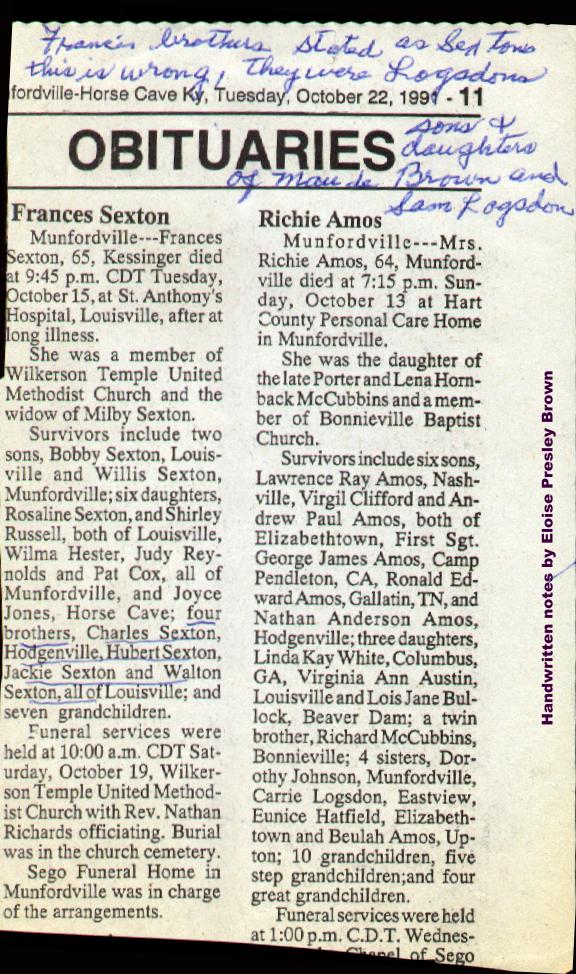 Francis brothers stated as Sextons
this is wrong, they were Logsdons
sons &
daughters
of Maude Brown and
Sam Logsdon
fordville-Horse Cave Ky, Tuesday, October 22, 1991 - 11
OBITUARIES
Frances Sexton
Munfordville---Frances
Sexton, 65, Kessinger died
at 9:45 p.m. CDT Tuesday,
October 15, at St. Anthony's
Hospital, Louisville, after at
long illness.
She was a member of
Wilkerson Temple United
Methodist Church and the
widow of Milby Sexton.
Survivors include two
sons, Bobby Sexton, Louis-
ville and Willis Sexton,
Munfordville; six daughters,
Rosaline Sexton, and Shirley
Russell, both of Louisville,
Wilma Hester, Judy Rey-
nolds and Pat Cox, all of
Munfordville, and Joyce
Jones, Horse Cave; four
brothers, Charles Sexton,
Hodgenville, Hubert Sexton,
Jackie Sexton and Walton
Sexton, all of Louisville; and
seven grandchildren.
Funeral services were
held at 10:00 a.m. CDT Sat-
urday, October 19, Wilker-
son Temple United Method-
ist Church with Rev. Nathan
Richards officiating. Burial
was in the church cemetery.
Sego Funeral Home in
Munfordville was in charge
of the arrangements.
Richie Amos
Munfordville---Mrs.
Richie Amos, 64, Munford-
ville died at 7:15 p.m. Sun-
day, October 13 at Hart
County Personal Care Home
in Munfordville.
She was the daughter of
the late Porter and Lena Horn-
back McCubbins and a mem-
ber of Bonnieville Baptist
Church.
Survivors include six sons,
Lawrence Ray Amos, Nash-
ville, Virgil Clifford and An-
drew Paul Amos, both of
Elizabethtown, First Sgt.
George James Amos, Camp
Pendleton, CA, Ronald Ed-
ward Amos, Gallatin, TN, and
Nathan Anderson Amos,
Hodgenville; three daughters,
Linda Kay White, Columbus,
GA, Virginia Ann Austin,
Louisville and Lois Jane Bul-
lock, Beaver Dam; a twin
brother, Richard McCubbins,
Bonnieville; 4 sisters, Dor-
othy Johnson, Munfordville,
Carrie Logsdon, Eastview,
Eunice Hatfield, Elizabeth-
town and Beulah Amos, Up-
ton; 10 grandchildren, five
step grandchildren;and four
great grandchildren.
Funeral services were held
at 1:00 p.m. C.D.T. Wednes-
Chapel of Sego
Handwritten notes by Eloise Presley Brown